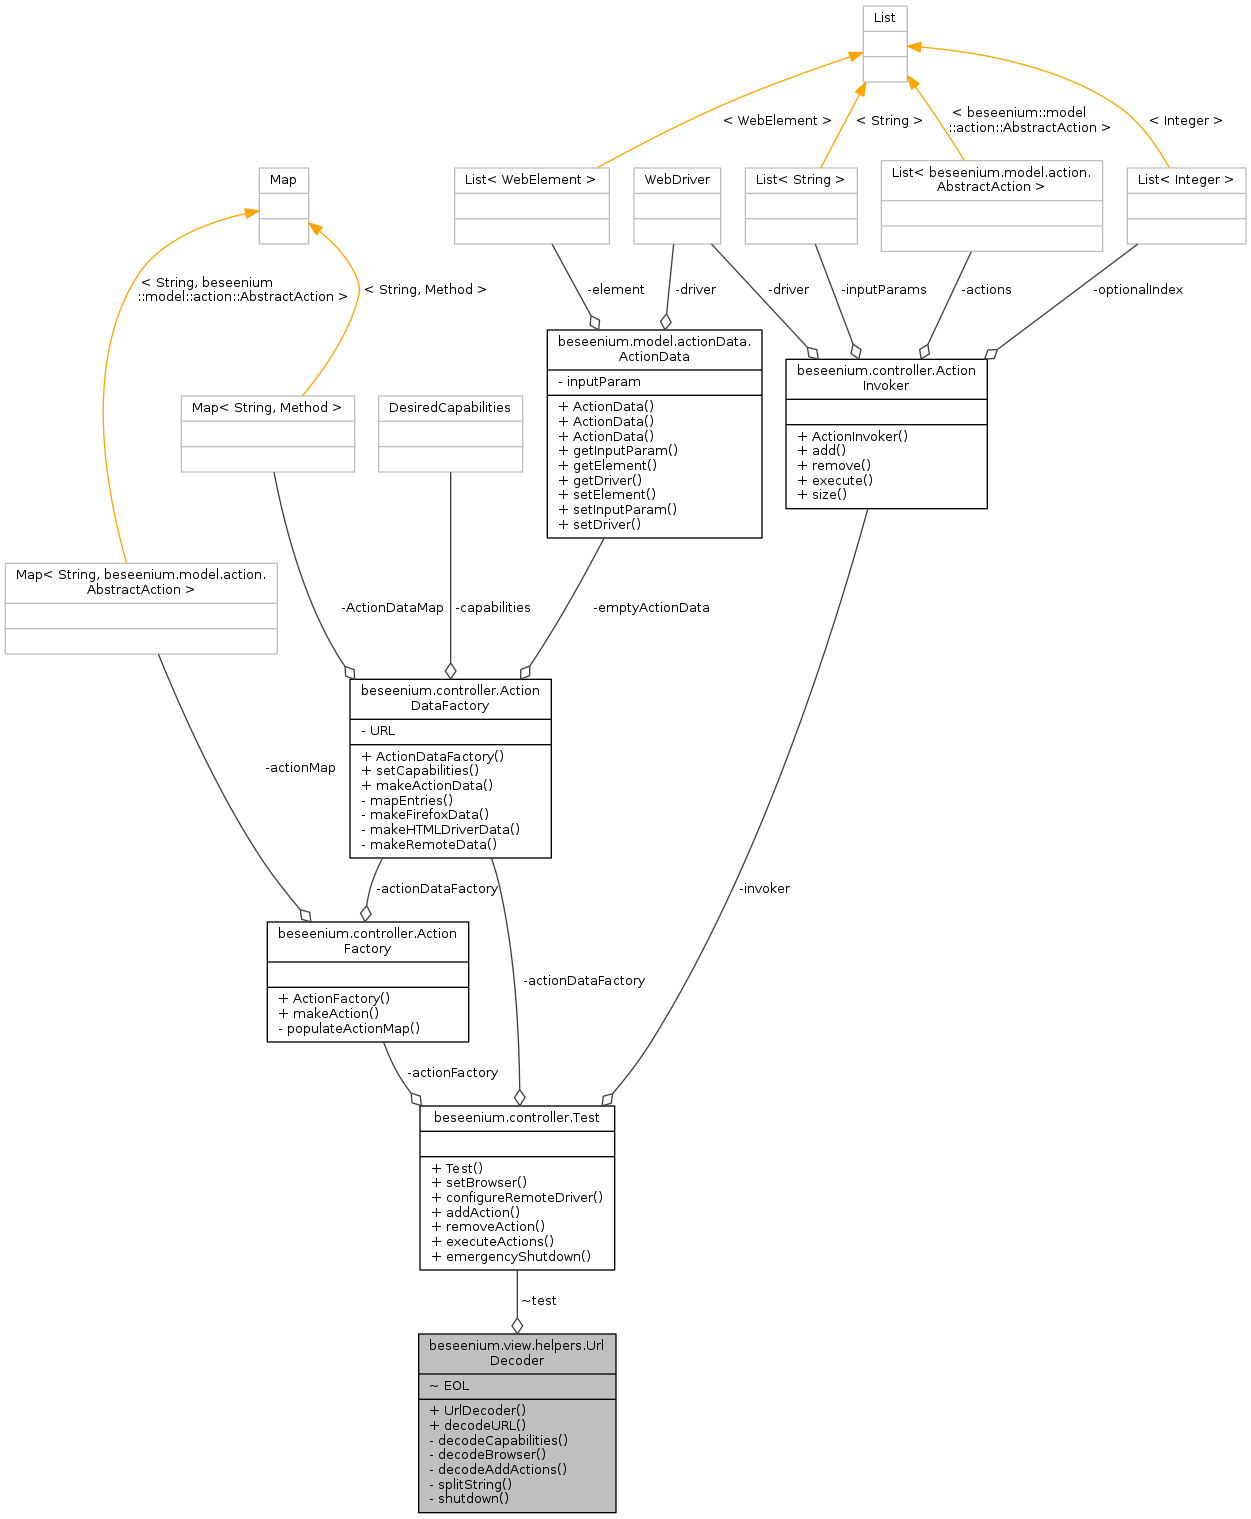 List
< WebElement >
< String >
< beseenium::model
::action::AbstractAction >
< Integer >
Map
List< WebElement >
WebDriver
List< String >
List< beseenium.model.action.
AbstractAction >
List< Integer >
< String, beseenium
::model::action::AbstractAction >
< String, Method >
-element
-driver
-driver
-inputParams
-actions
-optionalIndex
Map< String, Method >
DesiredCapabilities
beseenium.model.actionData.
ActionData
- inputParam
+ ActionData()
+ ActionData()
+ ActionData()
+ getInputParam()
+ getElement()
+ getDriver()
+ setElement()
+ setInputParam()
+ setDriver()
beseenium.controller.Action
Invoker
+ ActionInvoker()
+ add()
+ remove()
+ execute()
+ size()
Map< String, beseenium.model.action.
AbstractAction >
-ActionDataMap
-capabilities
-emptyActionData
beseenium.controller.Action
DataFactory
- URL
+ ActionDataFactory()
+ setCapabilities()
+ makeActionData()
- mapEntries()
- makeFirefoxData()
- makeHTMLDriverData()
- makeRemoteData()
-actionMap
-actionDataFactory
-invoker
beseenium.controller.Action
Factory
+ ActionFactory()
+ makeAction()
- populateActionMap()
-actionDataFactory
-actionFactory
beseenium.controller.Test
+ Test()
+ setBrowser()
+ configureRemoteDriver()
+ addAction()
+ removeAction()
+ executeActions()
+ emergencyShutdown()
~test
beseenium.view.helpers.Url
Decoder
~ EOL
+ UrlDecoder()
+ decodeURL()
- decodeCapabilities()
- decodeBrowser()
- decodeAddActions()
- splitString()
- shutdown()